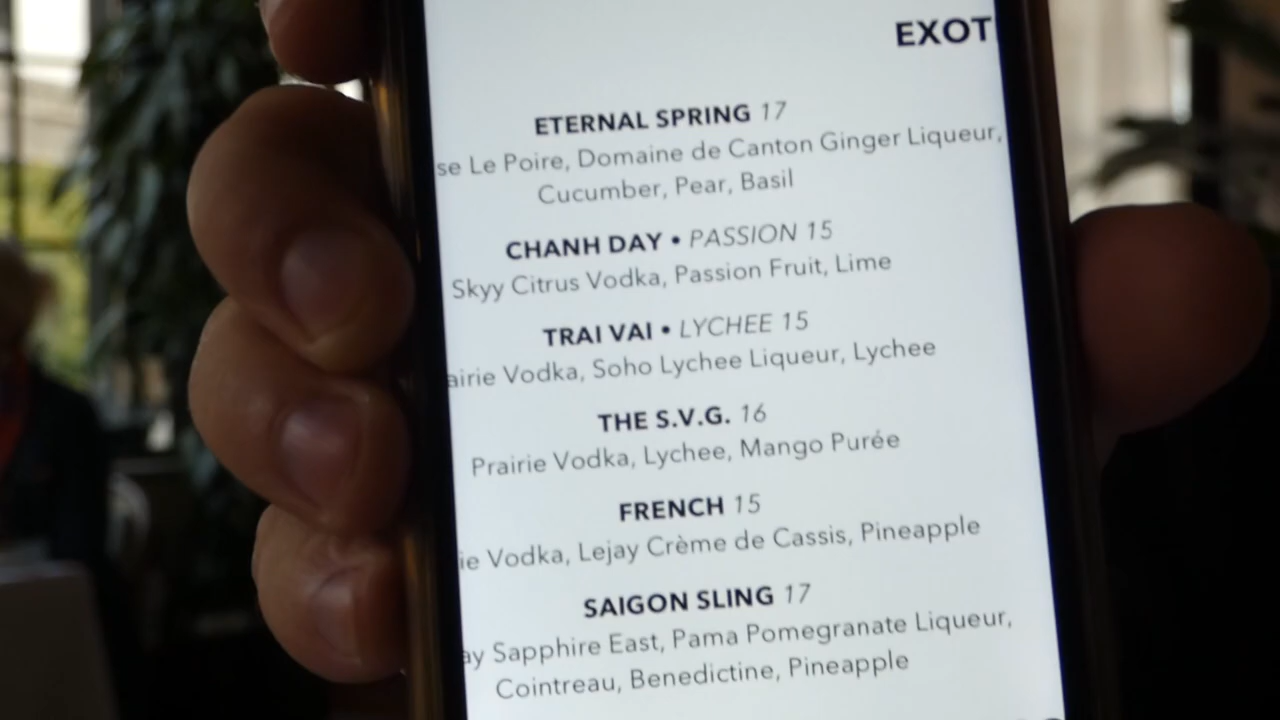 EXOT
ETERNAL SPRING 17
se Le Poire, Domaine de Canton Ginger Liqueur,
Cucumber, Pear, Basil
CHANH DAY • PASSION 15
Skyy Citrus Vodka, Passion Fruit, Lime
TRAI VAI • LYCHEE 15
airie Vodka, Soho Lychee Liqueur, Lychee
THE S.V.G. 16
Prairie Vodka, Lychee, Mango Purée
FRENCH 15
ie Vodka, Lejay Crème de Cassis, Pineapple
SAIGON SLING 17
ay Sapphire East, Pama Pomegranate Liqueur,
Cointreau, Benedictine, Pineapple